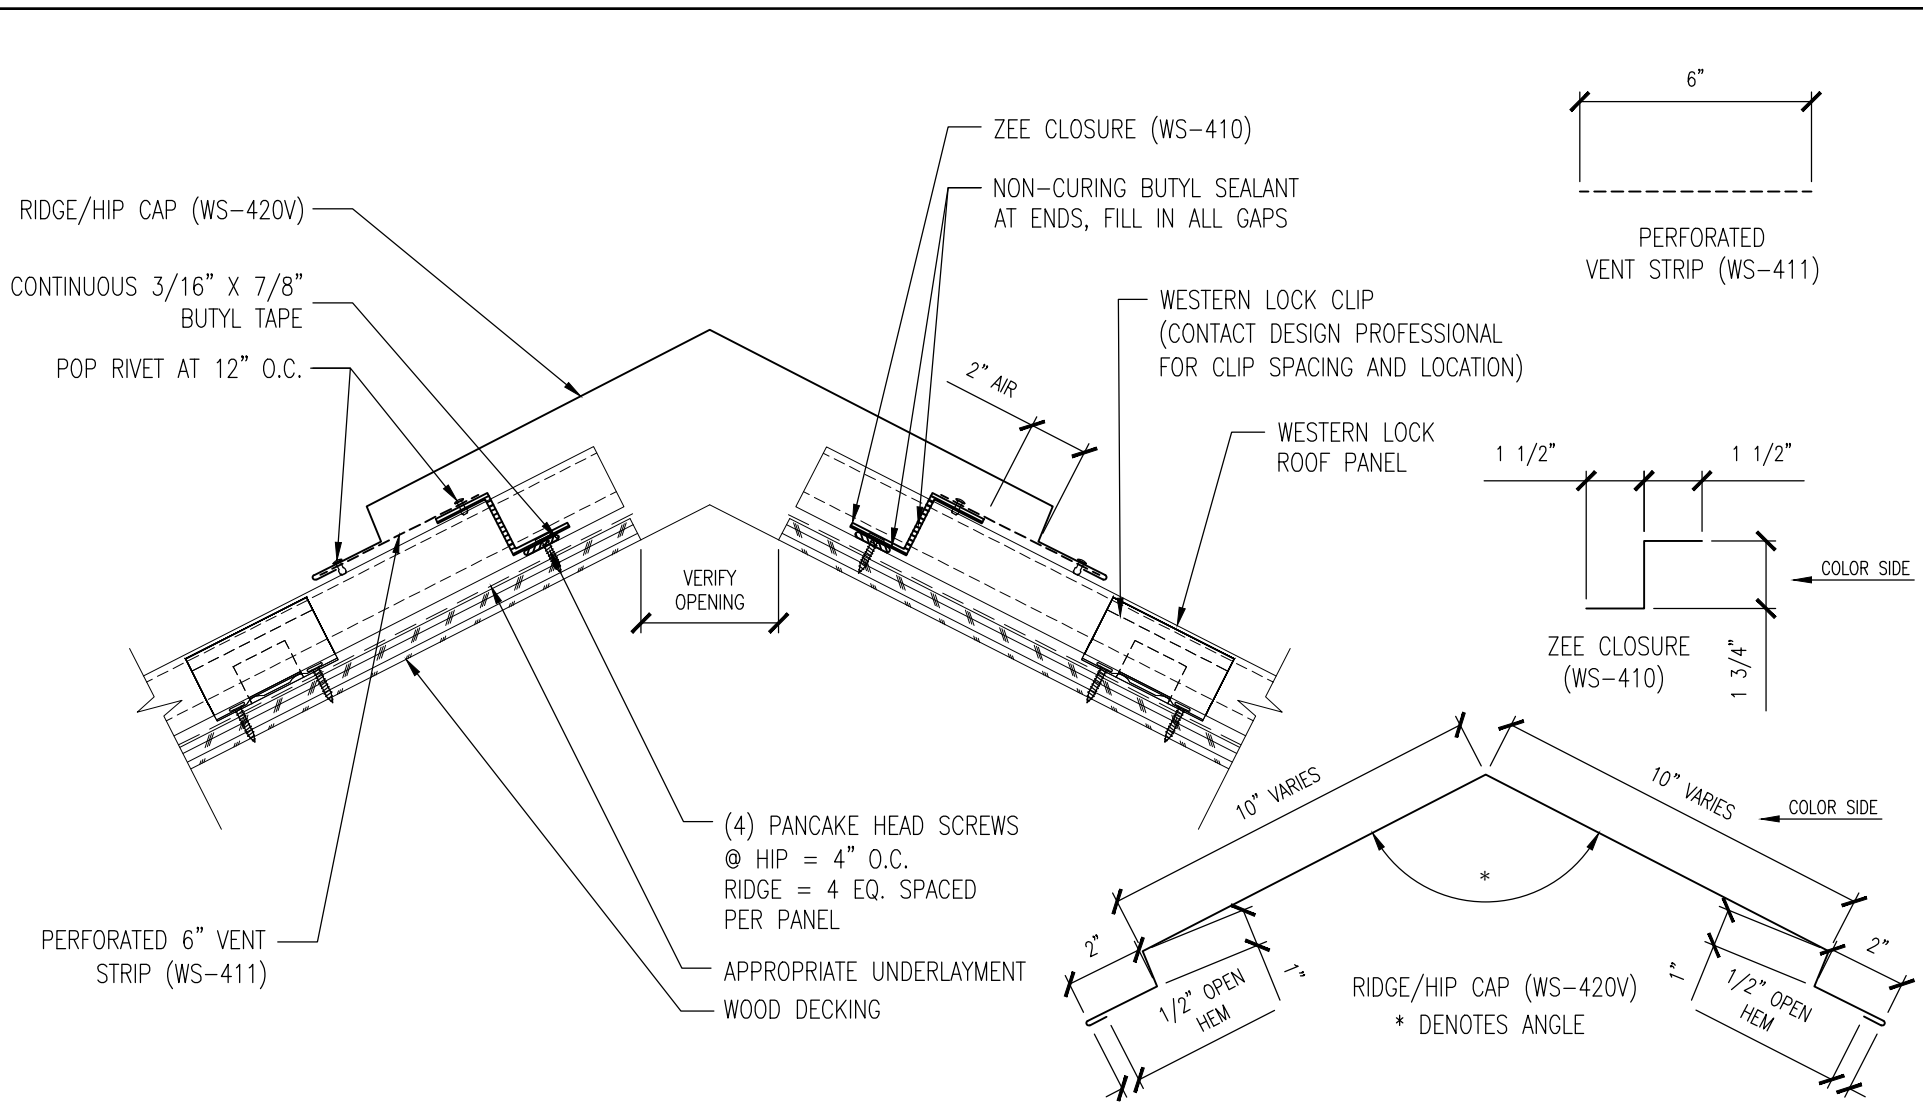 RIDGE/HIP CAP (WS-420V)
CONTINUOUS 3/16” X 7/8”
BUTYL TAPE
POP RIVET AT 12” O.C.
ZEE CLOSURE (WS-410)
NON-CURING BUTYL SEALANT
AT ENDS, FILL IN ALL GAPS
WESTERN LOCK CLIP
(CONTACT DESIGN PROFESSIONAL
FOR CLIP SPACING AND LOCATION)
2” AIR
WESTERN LOCK
ROOF PANEL
VERIFY
OPENING
(4) PANCAKE HEAD SCREWS
@ HIP = 4” O.C.
RIDGE = 4 EQ. SPACED
PER PANEL
APPROPRIATE UNDERLAYMENT
WOOD DECKING
PERFORATED 6” VENT
STRIP (WS-411)
6”
PERFORATED
VENT STRIP (WS-411)
1 1/2”
1 1/2”
COLOR SIDE
1 3/4”
ZEE CLOSURE
(WS-410)
10” VARIES
10” VARIES
COLOR SIDE
*
2”
1”
1/2” OPEN
HEM
2”
1”
1/2” OPEN
HEM
RIDGE/HIP CAP (WS-420V)
* DENOTES ANGLE